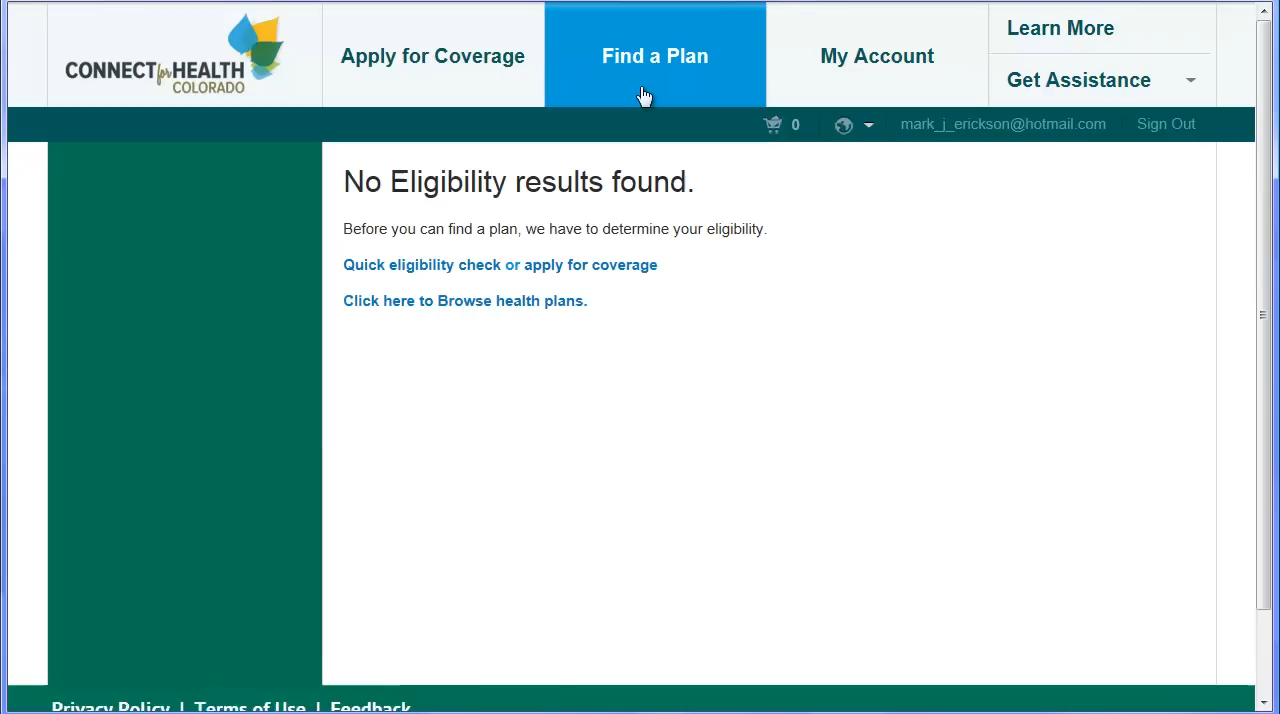 CONNECT for HEALTH
COLORADO
Apply for Coverage
Find a Plan
My Account
Learn More
Get Assistance
0
mark_j_erickson@hotmail.com
Sign Out
No Eligibility results found.
Before you can find a plan, we have to determine your eligibility.
Quick eligibility check or apply for coverage
Click here to Browse health plans.
Privacy Policy | Terms of Use | Feedback